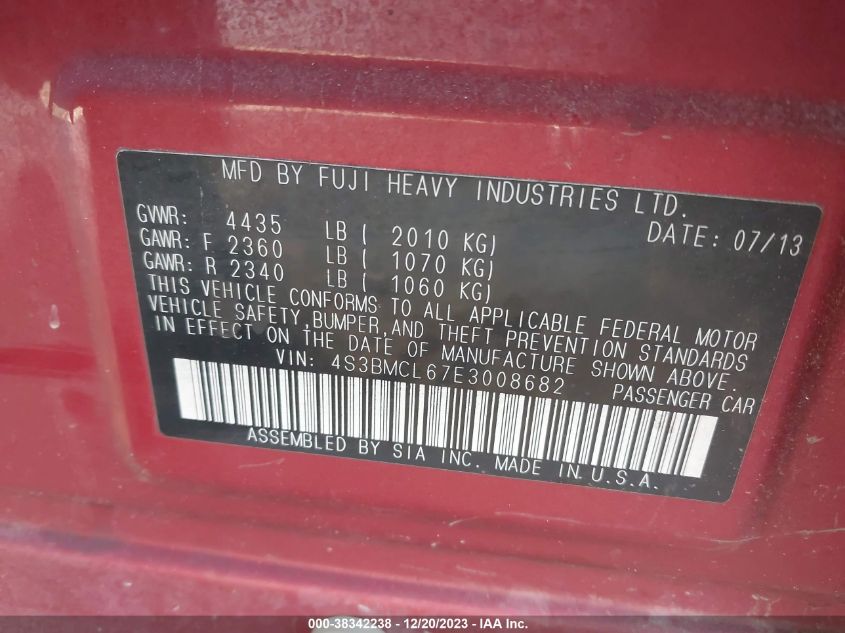 MFD BY FUJI HEAVY INDUSTRIES LTD.
DATE: 07/13
GVWR: 4435 LB ( 2010 KG)
GAWR: F 2360 LB ( 1070 KG)
GAWR: R 2340 LB ( 1060 KG)
THIS VEHICLE CONFORMS TO ALL APPLICABLE FEDERAL MOTOR
VEHICLE SAFETY,BUMPER,AND THEFT PREVENTION STANDARDS
IN EFFECT ON THE DATE OF MANUFACTURE SHOWN ABOVE.
VIN: 4S3BMCL67E3008682 PASSENGER CAR
ASSEMBLED BY SIA INC. MADE IN U.S.A.
000-38342238 - 12/20/2023 - IAA Inc.